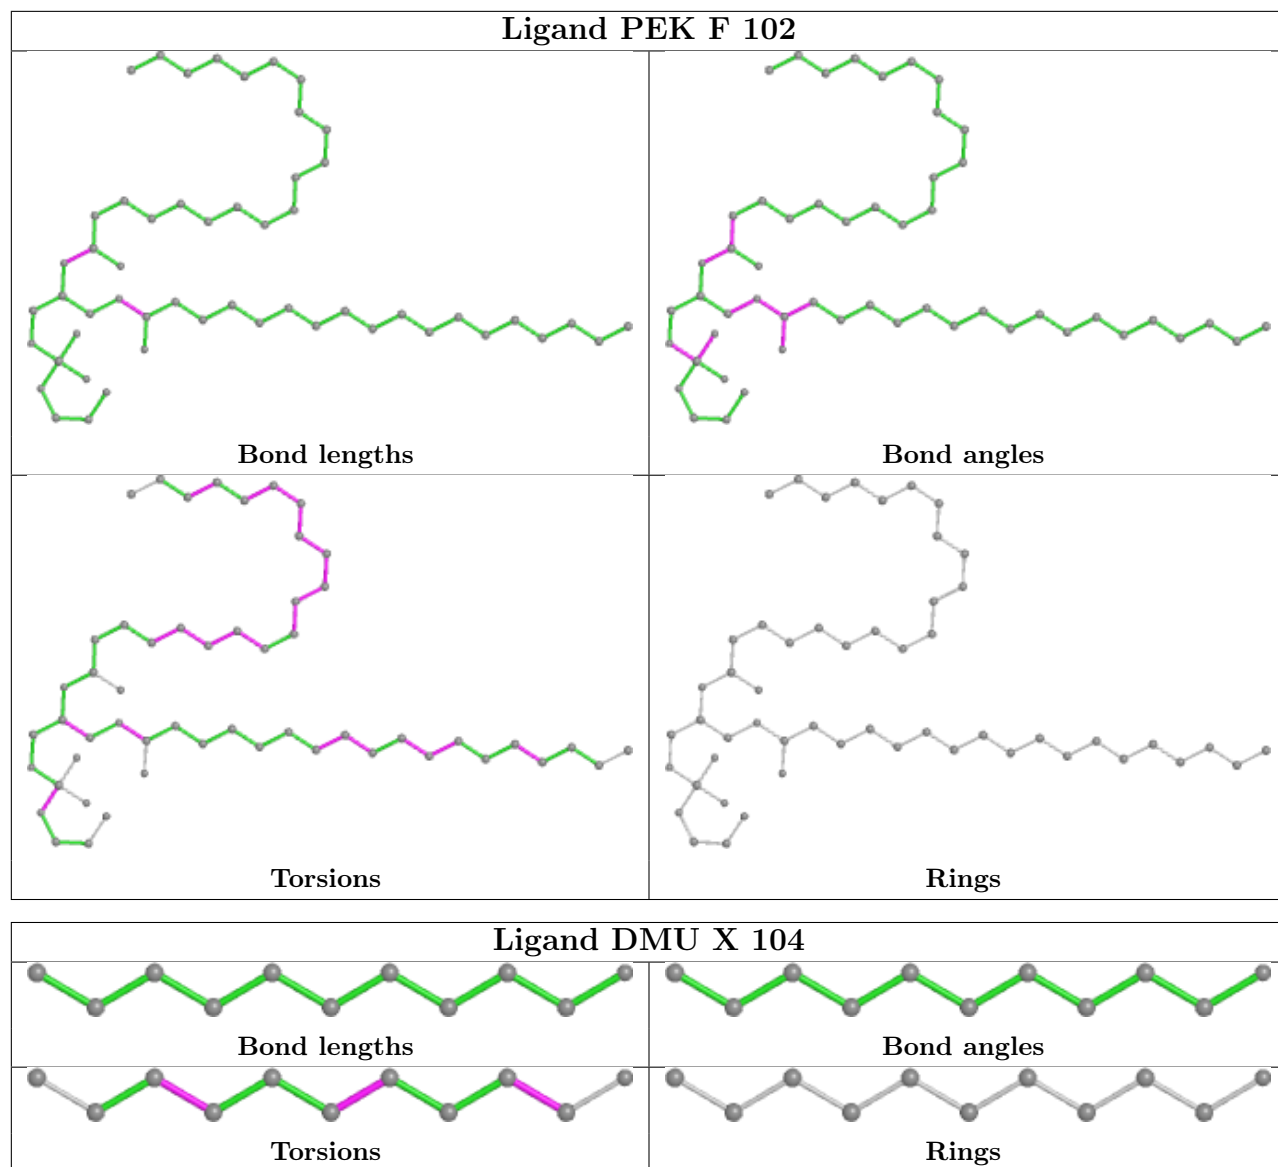 Ligand PEK F 102
Bond lengths
Bond angles
Torsions
Rings
Ligand DMU X 104
Bond lengths
Bond angles
Torsions
Rings